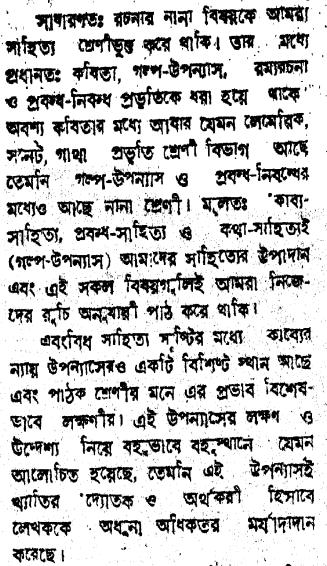 সাধারণতঃ রচনার নানা বিষয়কে আমরা
সাহিত্য শ্রেণীভুক্ত করে থাকি। তার মধ্যে
প্রধানতঃ কবিতা, গল্প-উপন্যাস, রম্যরচনা
ও প্রবন্ধ-নিবন্ধ প্রভৃতিকে ধরা হয়ে থাকে
অবশ্য কবিতার মধ্যে আবার যেমন লিমেরিক,
সনেট, গাথা প্রভৃতি শ্রেণী বিভাগ আছে
তেমনি গল্প-উপন্যাস ও প্রবন্ধ-নিবন্ধের
মধ্যেও আছে নানা শ্রেণী। মূলতঃ কাব্য-
সাহিত্য, প্রবন্ধ-সাহিত্য ও কথা-সাহিত্যই
(গল্প-উপন্যাস) আমাদের সাহিত্যের উপাদান
এবং এই সকল বিষয়গুলিই আমরা নিজে-
দের রুচি অনুযায়ী পাঠ করে থাকি।
এবংবিধ সাহিত্য সৃষ্টির মধ্যে কাব্যের
ন্যায় উপন্যাসেরও একটি বিশিষ্ট স্থান আছে
এবং পাঠক শ্রেণীর মনে এর প্রভাব বিশেষ-
ভাবে লক্ষণীয়। এই উপন্যাসের লক্ষণ ও
উদ্দেশ্য নিয়ে বহুভাবে বহুস্থানে যেমন
আলোচিত হয়েছে, তেমনি এই উপন্যাসই
খ্যাতির দ্যোতক ও অর্থকরী হিসাবে
লেখককে অধুনা অধিকতর মর্যাদাদান
করেছে।